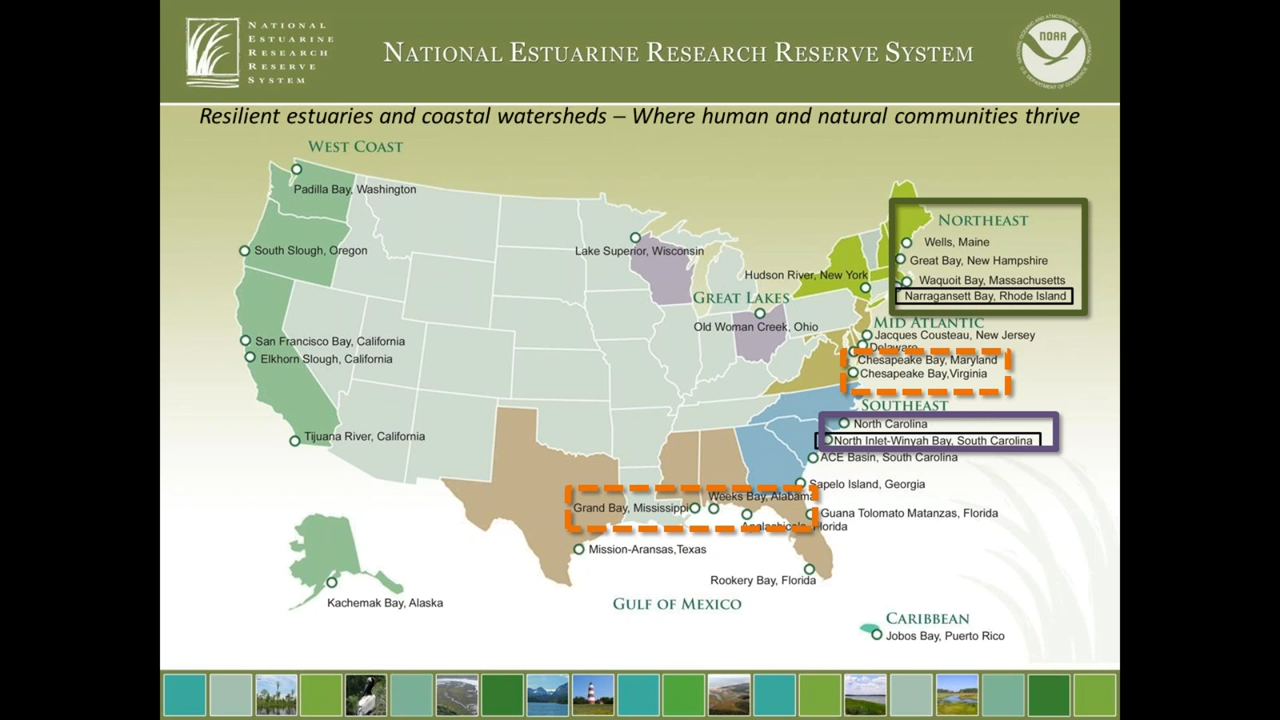 NATIONAL
ESTUARINE
RESEARCH
RESERVE
SYSTEM
NATIONAL ESTUARINE RESEARCH RESERVE SYSTEM
NOAA
Resilient estuaries and coastal watersheds – Where human and natural communities thrive
WEST COAST
Padilla Bay, Washington
South Slough, Oregon
San Francisco Bay, California
Elkhorn Slough, California
Tijuana River, California
Kachemak Bay, Alaska
Lake Superior, Wisconsin
GREAT LAKES
Old Woman Creek, Ohio
Hudson River, New York
NORTHEAST
Wells, Maine
Great Bay, New Hampshire
Waquoit Bay, Massachusetts
Narragansett Bay, Rhode Island
MID ATLANTIC
Jacques Cousteau, New Jersey
Delaware
Chesapeake Bay, Maryland
Chesapeake Bay,Virginia
SOUTHEAST
North Carolina
North Inlet-Winyah Bay, South Carolina
ACE Basin, South Carolina
Sapelo Island, Georgia
Guana Tolomato Matanzas, Florida
Weeks Bay, Alabama
Grand Bay, Mississippi
Apalachicola, Florida
Mission-Aransas,Texas
Rookery Bay, Florida
GULF OF MEXICO
CARIBBEAN
Jobos Bay, Puerto Rico